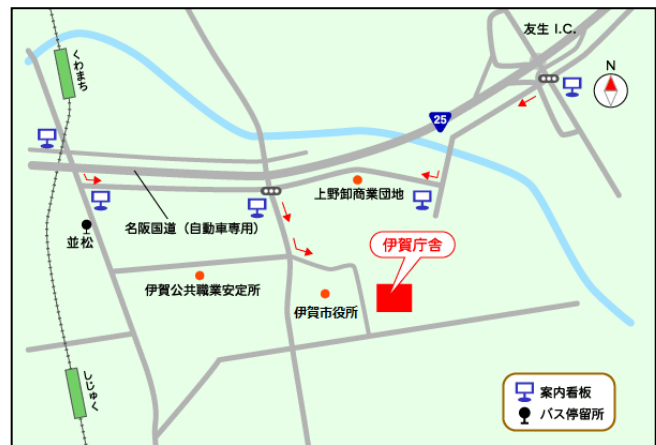 友生 I.C.
N
くわまち
25
上野卸商業団地
名阪国道（自動車専用）
並松
伊賀庁舎
伊賀公共職業安定所
伊賀市役所
しじゅく
案内看板
バス停留所